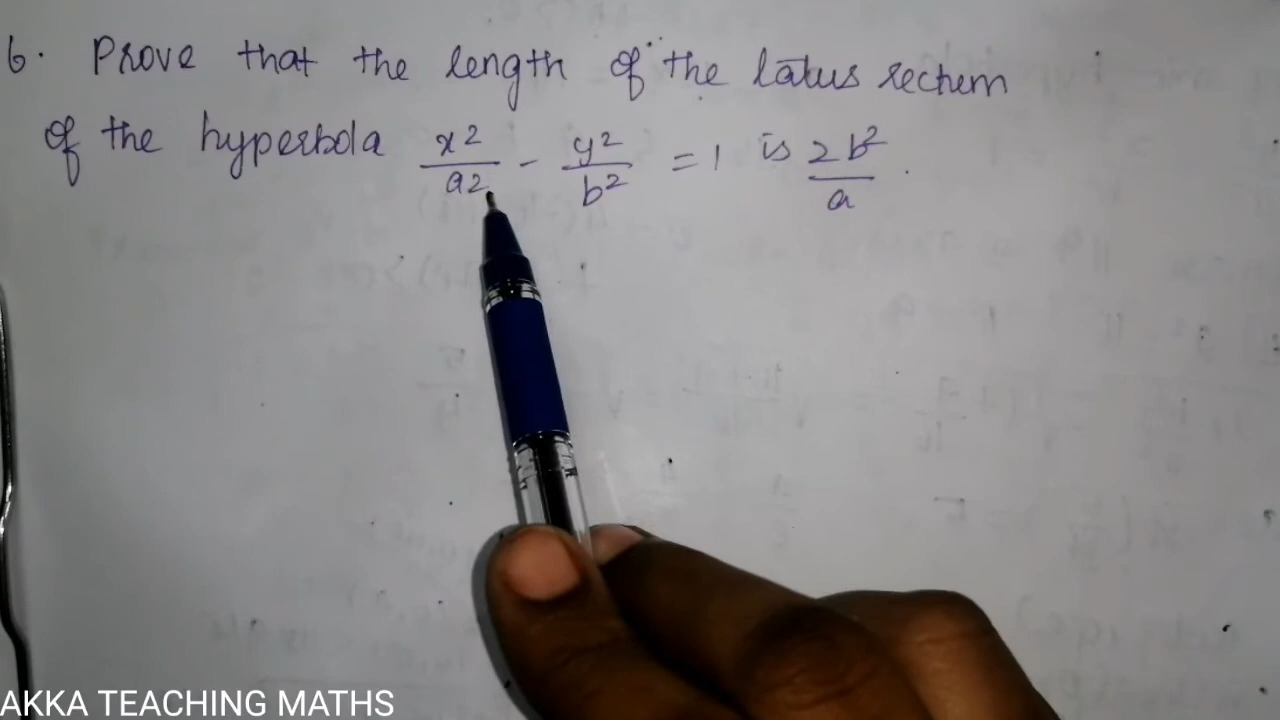 6. Prove that the length of the latus rectum
of the hyperbola x²/a² - y²/b² = 1 is 2b²/a.
AKKA TEACHING MATHS